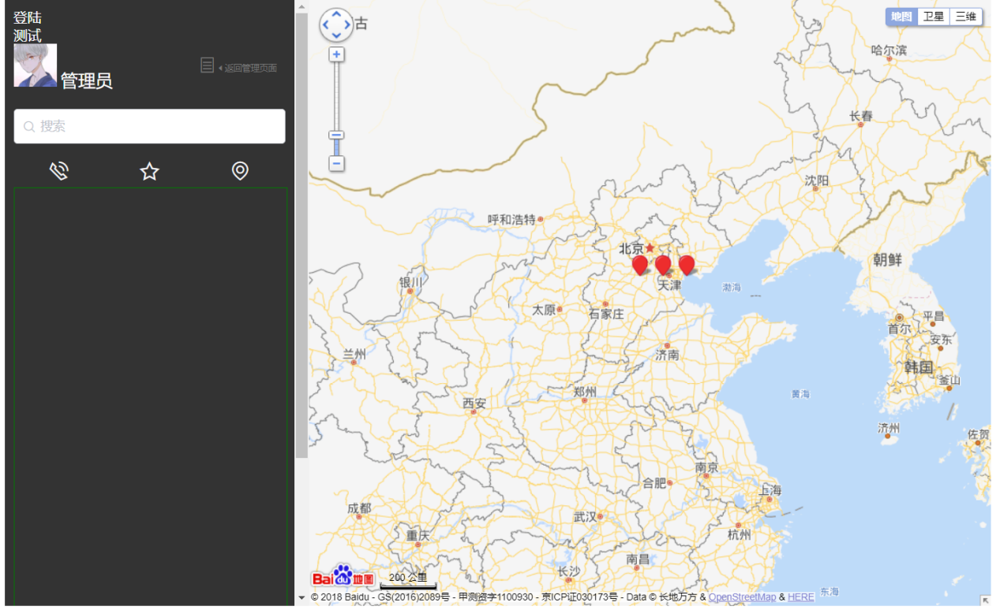 登陆
测试
管理员
返回管理页面
搜索
古
地图
卫星
三维
哈尔滨
长春
沈阳
呼和浩特
北京
朝鲜
银川
天津
渤海
太原
石家庄
平昌
首尔
安东
兰州
济南
韩国
釜山
郑州
黄海
西安
济州
佐贺
南京
合肥
上海
成都
武汉
重庆
杭州
南昌
长沙
Bai du 地图
200 公里
东海
© 2018 Baidu - GS(2016)2089号 - 甲测资字1100930 - 京ICP证030173号 - Data © 长地万方 & OpenStreetMap & HERE